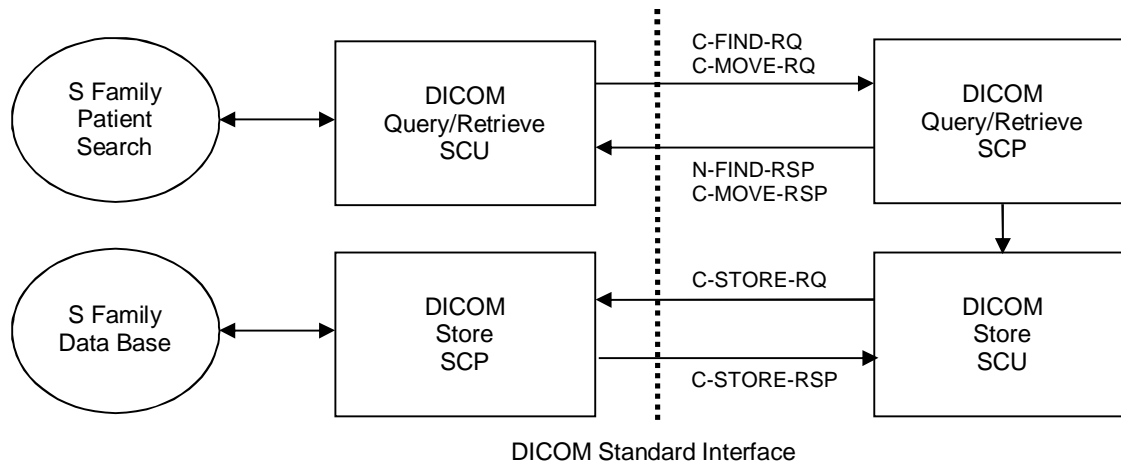 S Family
Patient
Search
DICOM
Query/Retrieve
SCU
C-FIND-RQ
C-MOVE-RQ
N-FIND-RSP
C-MOVE-RSP
DICOM
Query/Retrieve
SCP
S Family
Data Base
DICOM
Store
SCP
C-STORE-RQ
C-STORE-RSP
DICOM
Store
SCU
DICOM Standard Interface